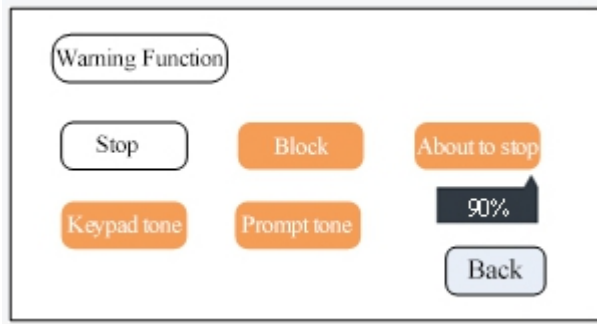 Warning Function
Stop
Block
About to stop
Keypad tone
Prompt tone
90%
Back